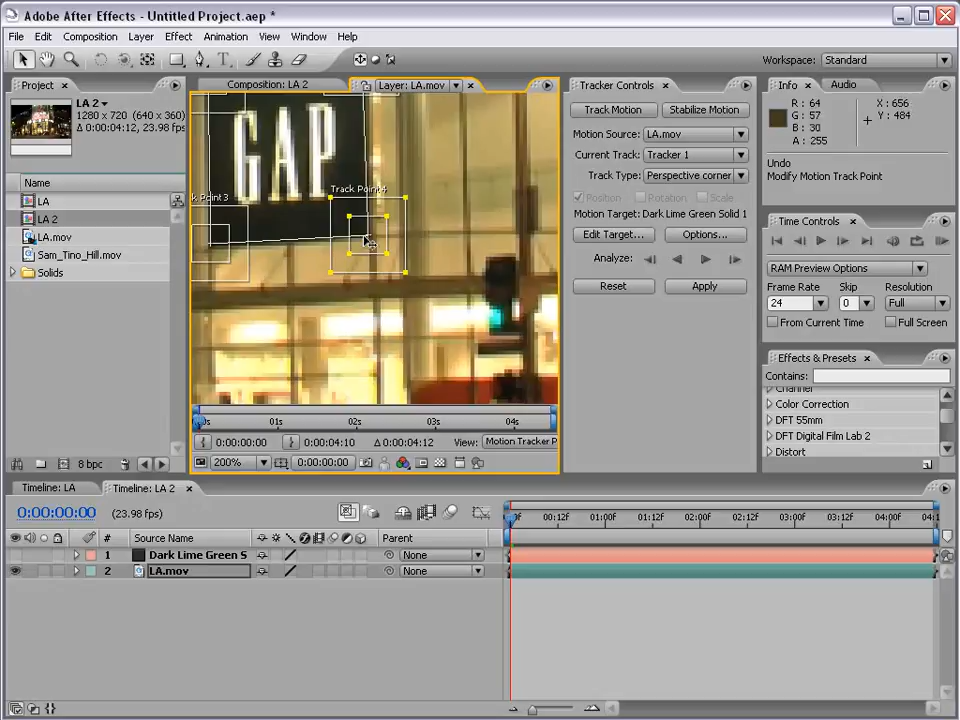 Adobe After Effects - Untitled Project.aep *
File Edit Composition Layer Effect Animation View Window Help
Workspace: Standard
Project
LA 2
1280 x 720 (640 x 360)
Δ 0:00:04:12, 23.98 fps
Name
LA
LA 2
LA.mov
Sam_Tino_Hill.mov
Solids
8 bpc
Composition: LA 2
Layer: LA.mov
GAP
Track Point 4
k Point 3
0s 01s 02s 03s 04s
0:00:00:00 0:00:04:10 Δ 0:00:04:12 View: Motion Tracker P
200% 0:00:00:00
Tracker Controls
Track Motion Stabilize Motion
Motion Source: LA.mov
Current Track: Tracker 1
Track Type: Perspective corner
Position Rotation Scale
Motion Target: Dark Lime Green Solid 1
Edit Target... Options...
Analyze:
Reset Apply
Info Audio
R : 64
G : 57
B : 30
A : 255
X : 656
Y : 484
Undo
Modify Motion Track Point
Time Controls
RAM Preview Options
Frame Rate Skip Resolution
24 0 Full
From Current Time Full Screen
Effects & Presets
Contains:
Channel
Color Correction
DFT 55mm
DFT Digital Film Lab 2
Distort
Timeline: LA Timeline: LA 2
0:00:00:00 (23.98 fps)
# Source Name Parent
1 Dark Lime Green S None
2 LA.mov None
00:12f 01:00f 01:12f 02:00f 02:12f 03:00f 03:12f 04:00f 04:1